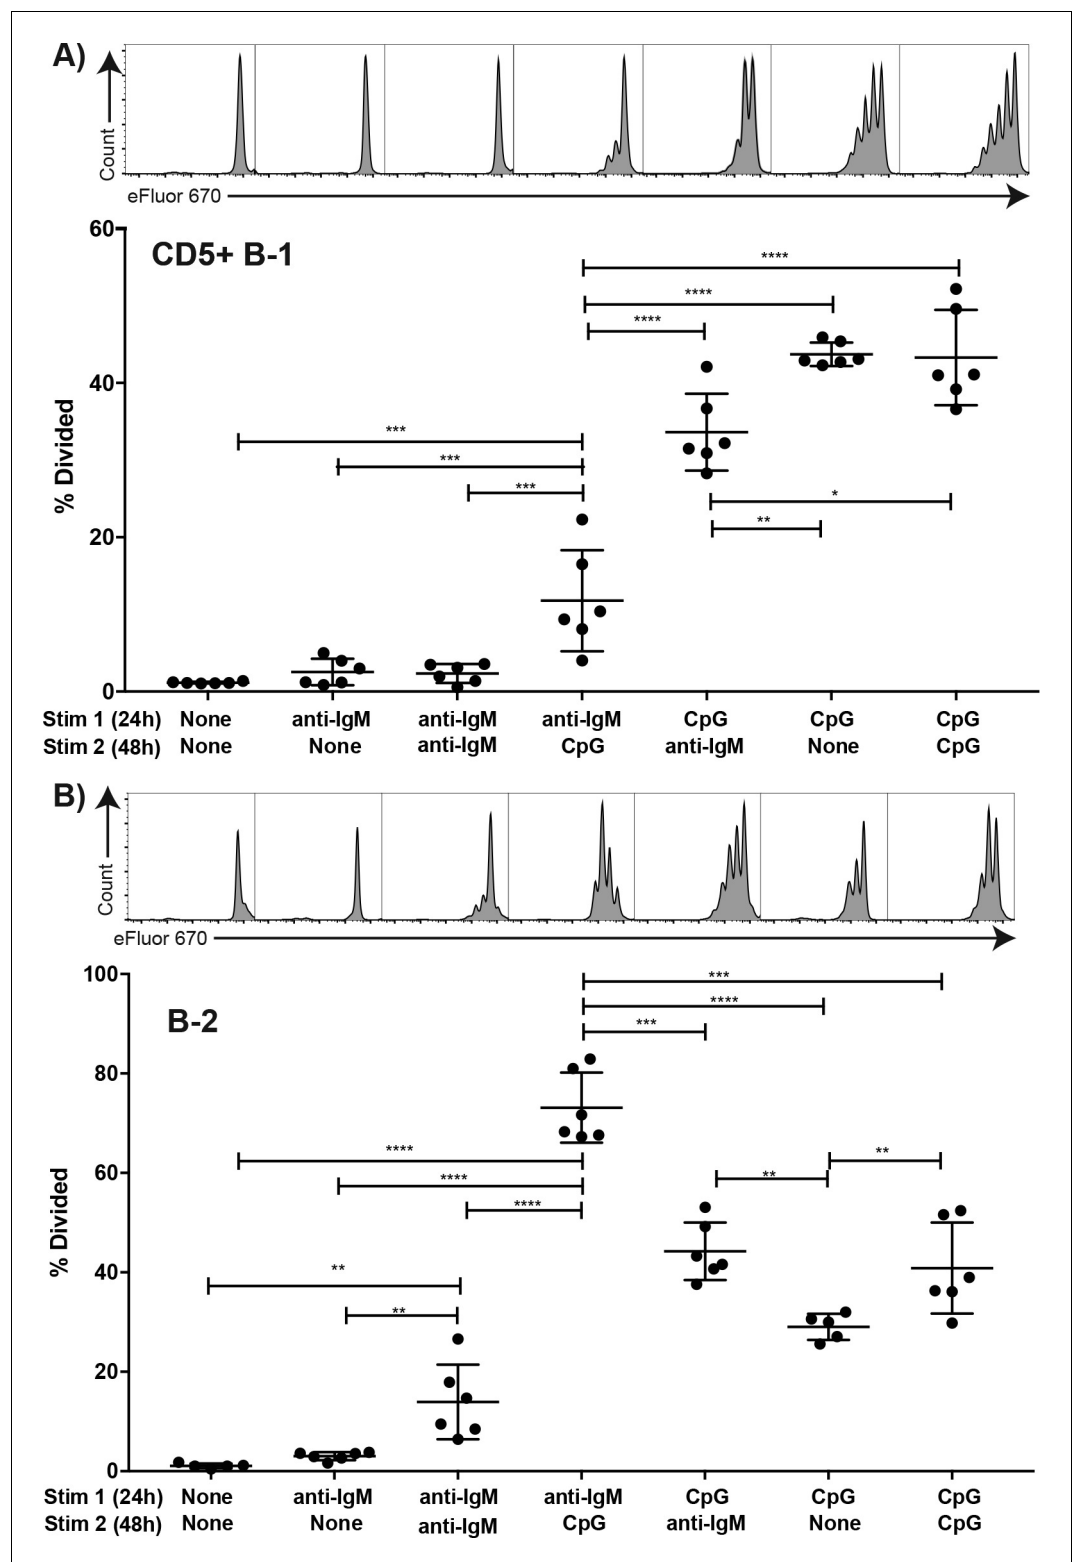 A)
Count
eFluor 670
60
CD5+ B-1
****
****
****
40
***
***
***
% Divided
*
**
20
0
Stim 1 (24h) None anti-IgM anti-IgM anti-IgM CpG CpG CpG
Stim 2 (48h) None None anti-IgM CpG anti-IgM None CpG
B)
Count
eFluor 670
100
***
****
***
B-2
80
****
**
60
****
**
****
% Divided
40
**
**
20
0
Stim 1 (24h) None anti-IgM anti-IgM anti-IgM CpG CpG CpG
Stim 2 (48h) None None anti-IgM CpG anti-IgM None CpG